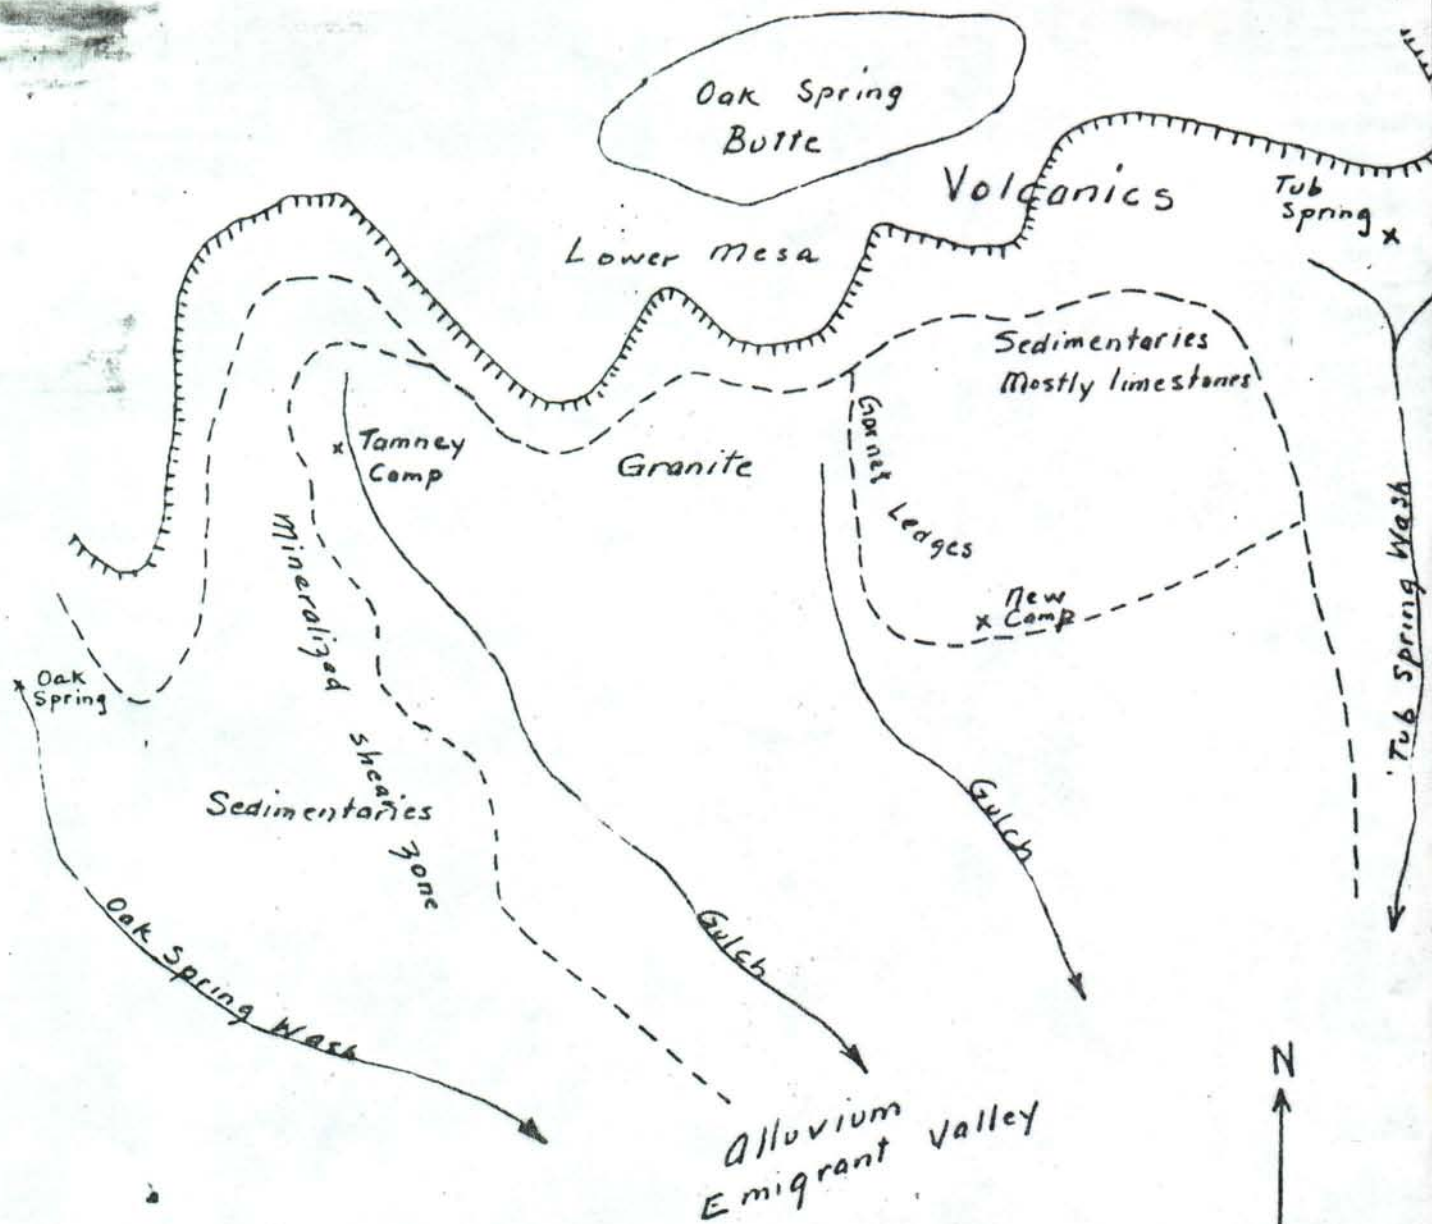 Oak Spring
Butte
Volcanics
Tub
Spring x
Lower Mesa
Sedimentaries
Mostly limestones
x Tamney
Camp
Granite
Garnet Ledges
Mineralized shear zone
New
x Camp
Tub Spring Wash
x Oak
Spring
Sedimentaries
Gulch
Gulch
Oak Spring Wash
N
Alluvium
Emigrant Valley